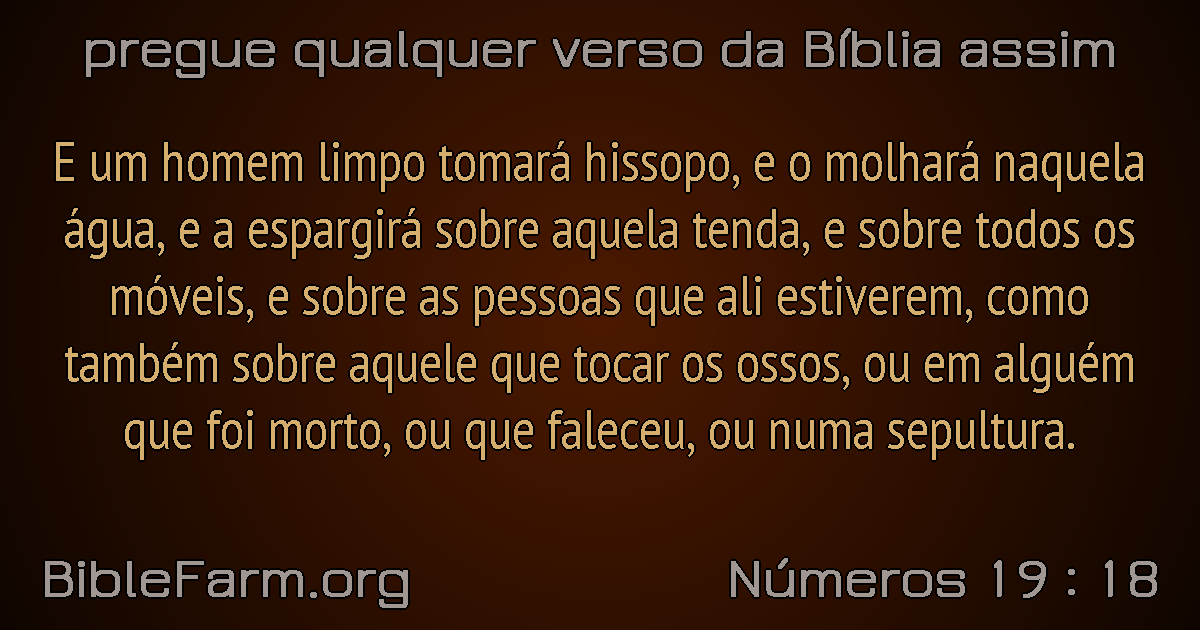 pregue qualquer verso da Bíblia assim
E um homem limpo tomará hissopo, e o molhará naquela
água, e a espargirá sobre aquela tenda, e sobre todos os
móveis, e sobre as pessoas que ali estiverem, como
também sobre aquele que tocar os ossos, ou em alguém
que foi morto, ou que faleceu, ou numa sepultura.
BibleFarm.org
Números 19 : 18